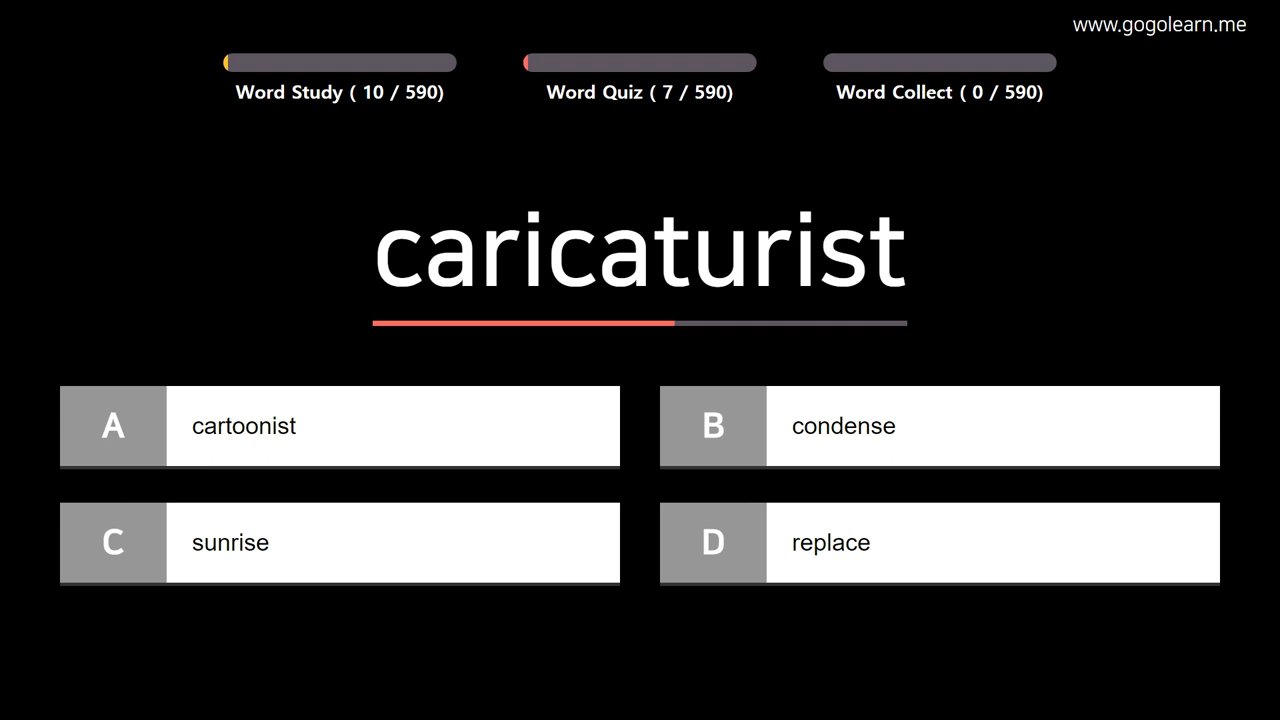 www.gogolearn.me
Word Study ( 10 / 590)
Word Quiz ( 7 / 590)
Word Collect ( 0 / 590)
caricaturist
A cartoonist
B condense
C sunrise
D replace